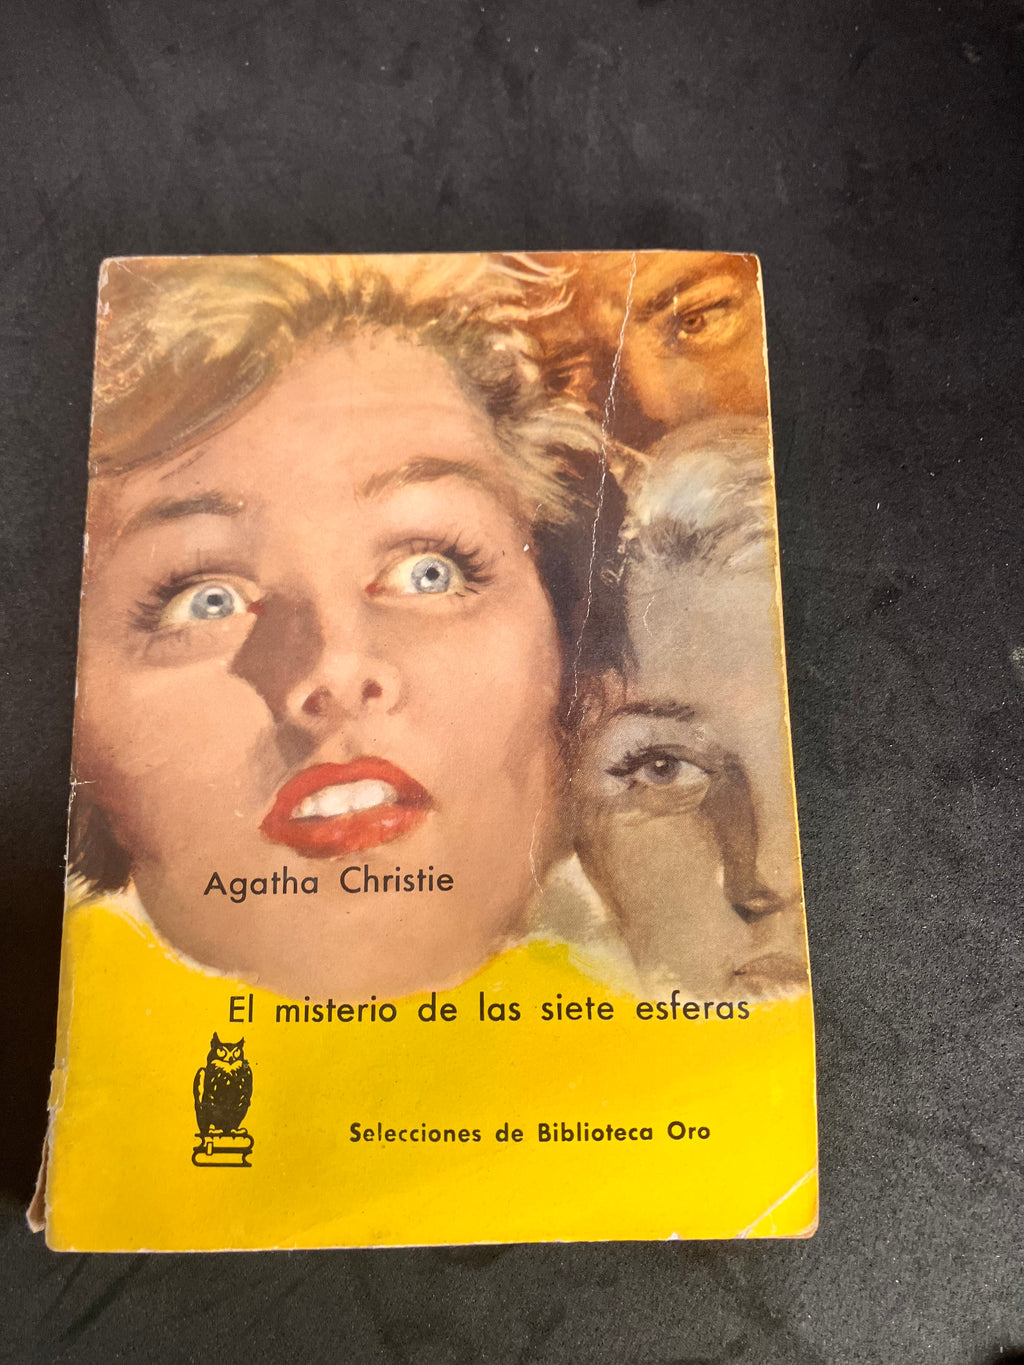 Agatha Christie
El misterio de las siete esferas
Selecciones de Biblioteca Oro